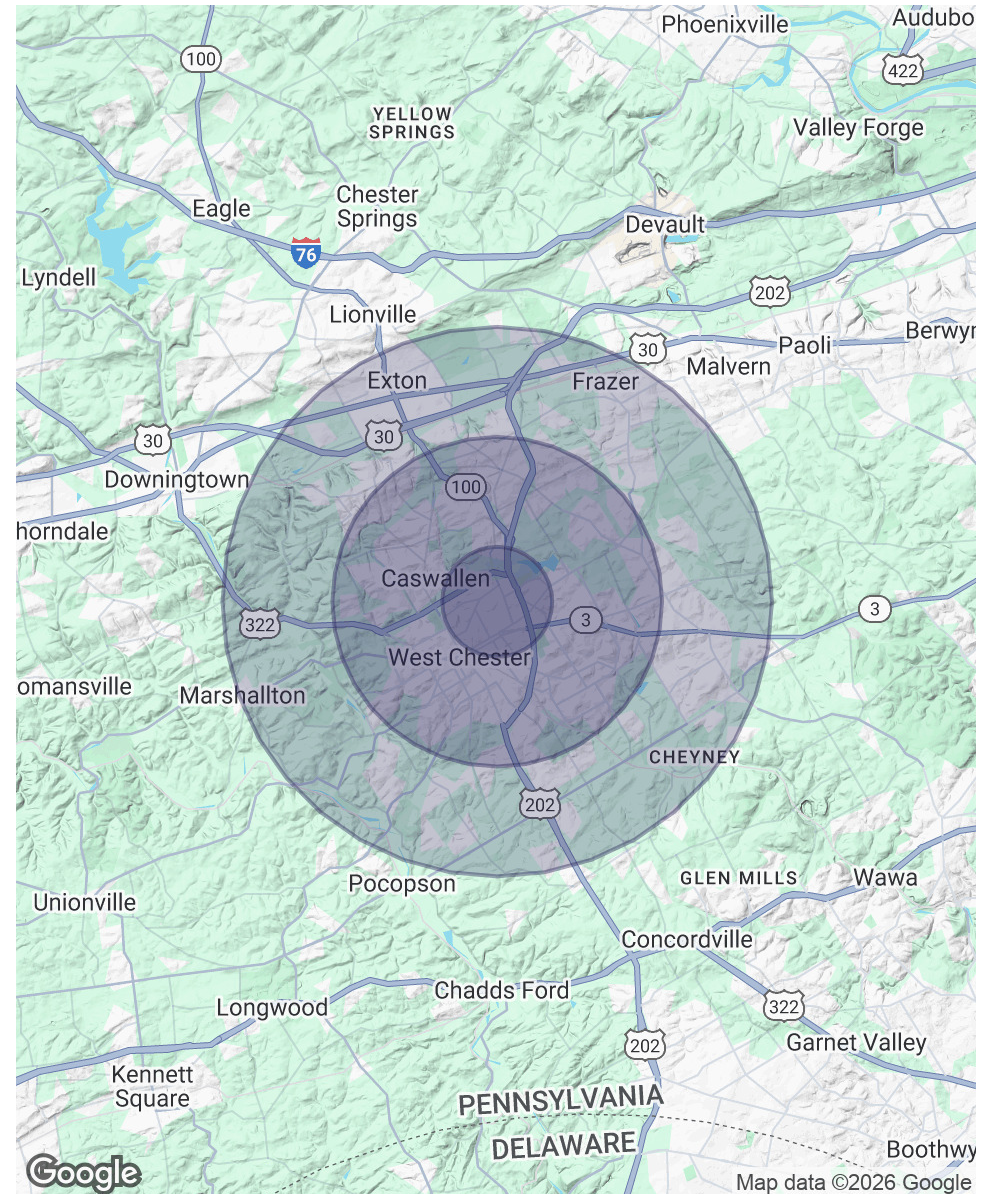 Phoenixville
Audubo
100
422
YELLOW
SPRINGS
Valley Forge
Chester
Springs
Eagle
Devault
76
Lyndell
202
Lionville
Berwyn
30
Paoli
Malvern
Exton
Frazer
30
30
Downingtown
100
horndale
Caswallen
3
3
322
West Chester
omansville
Marshallton
CHEYNEY
202
Pocopson
GLEN MILLS
Wawa
Unionville
Concordville
Chadds Ford
Longwood
322
202
Garnet Valley
Kennett
Square
PENNSYLVANIA
DELAWARE
Boothwy
Google
Map data ©2026 Google